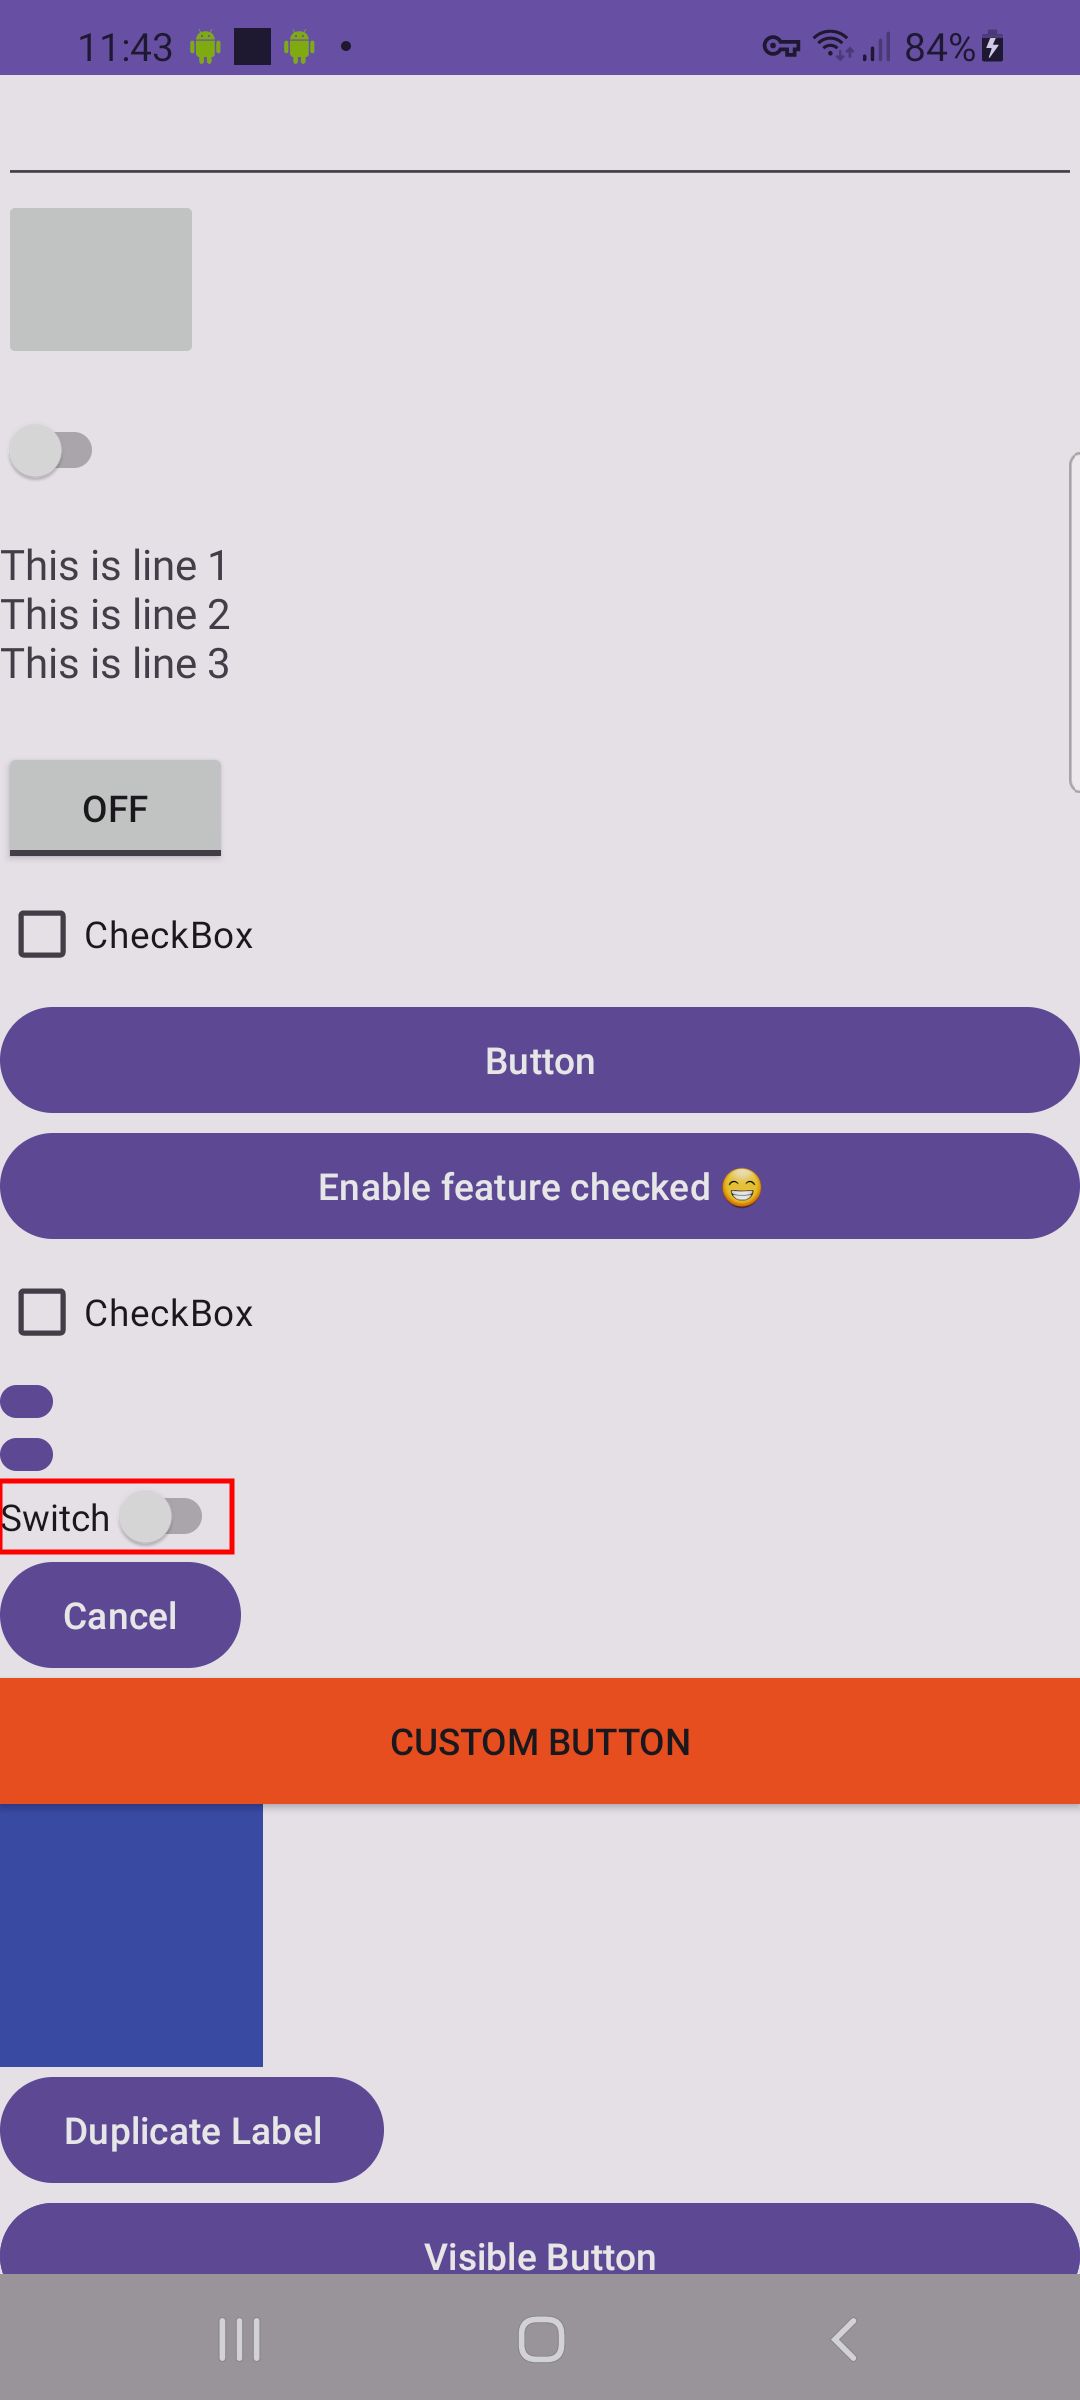 11:43
84%
This is line 1
This is line 2
This is line 3
OFF
CheckBox
Button
Enable feature checked 😁
CheckBox
Switch
Cancel
CUSTOM BUTTON
Duplicate Label
Visible Button